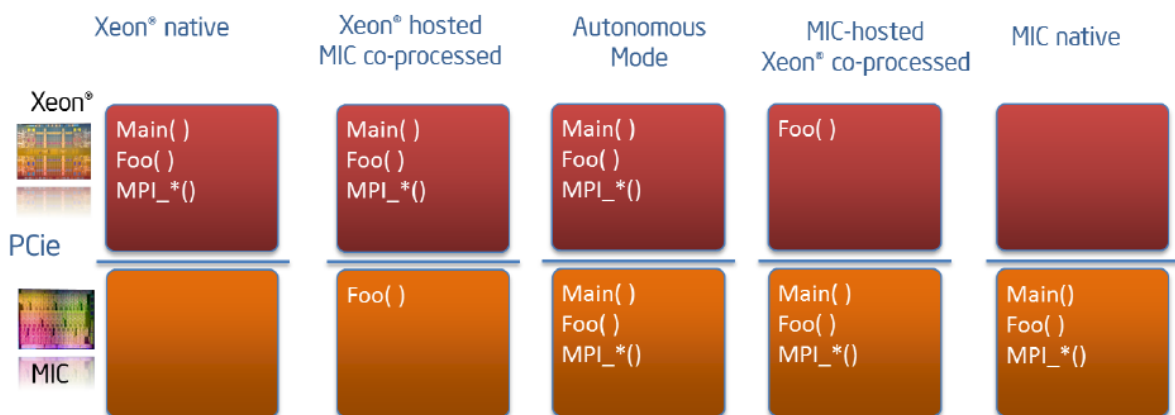 Xeon® native
Xeon® hosted
MIC co-processed
Autonomous
Mode
MIC-hosted
Xeon® co-processed
MIC native
Xeon®
Main( )
Foo( )
MPI_*()
Main( )
Foo( )
MPI_*()
Main( )
Foo( )
MPI_*()
Foo( )
PCie
MIC
Foo( )
Main( )
Foo( )
MPI_*()
Main( )
Foo( )
MPI_*()
Main()
Foo( )
MPI_*()